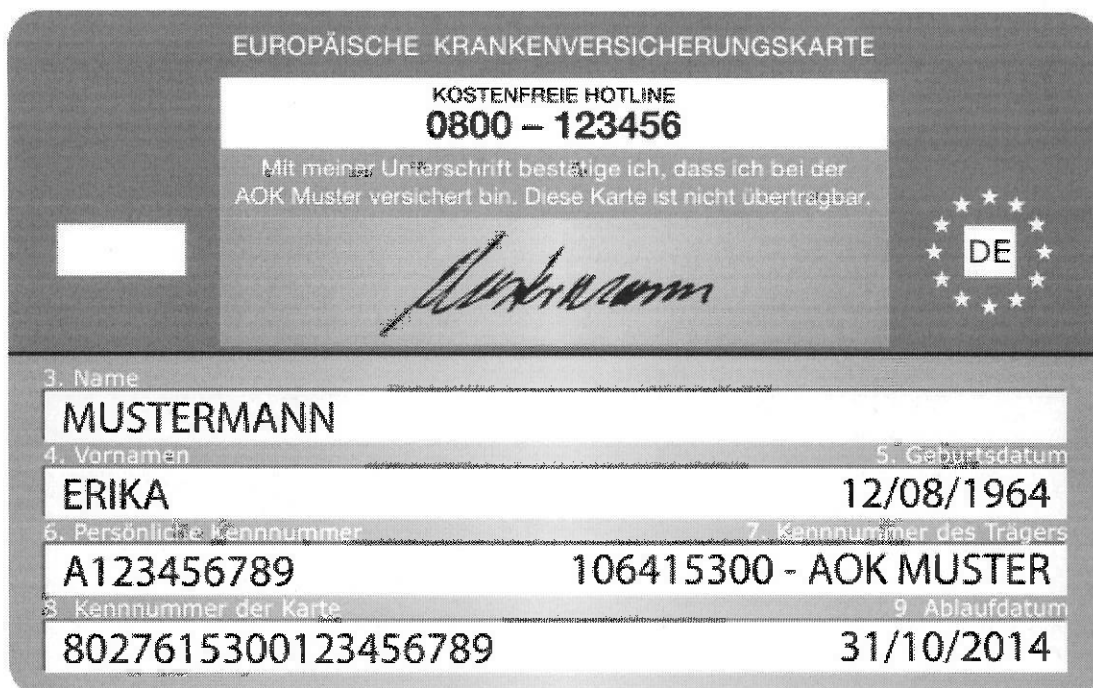 EUROPÄISCHE KRANKENVERSICHERUNGSKARTE
KOSTENFREIE HOTLINE
0800 – 123456
Mit meiner Unterschrift bestätige ich, dass ich bei der
AOK Muster versichert bin. Diese Karte ist nicht übertragbar.
DE
Mustermann
3. Name
MUSTERMANN
4. Vornamen 5. Geburtsdatum
ERIKA 12/08/1964
6. Persönliche Kennnummer 7. Kennnummer des Trägers
A123456789 106415300 - AOK MUSTER
8 Kennnummer der Karte 9 Ablaufdatum
8027615300123456789 31/10/2014